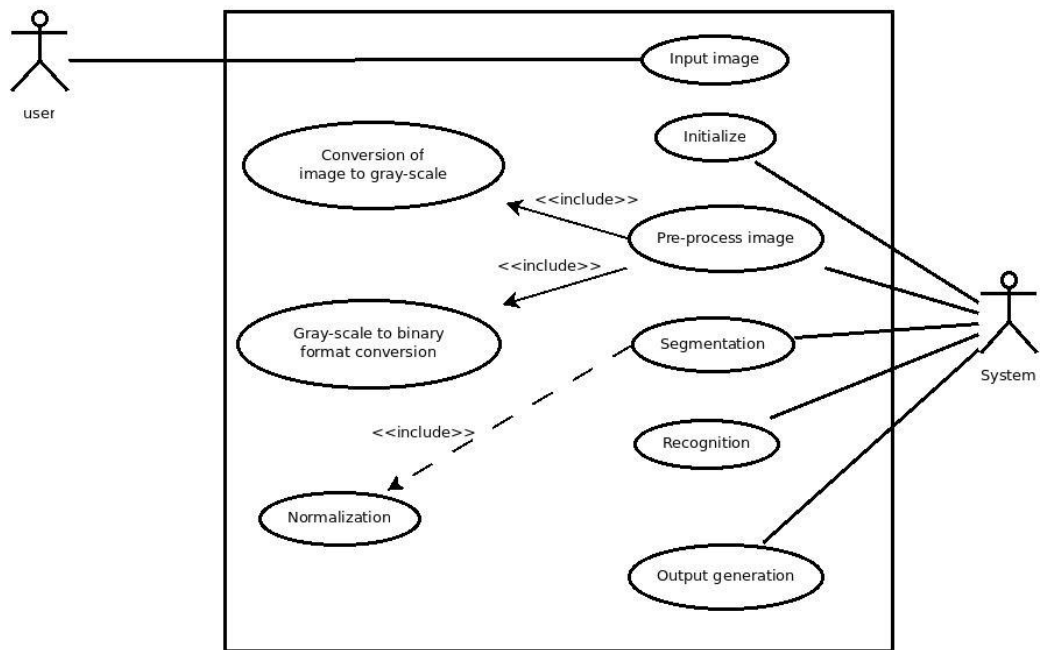 Input image
user
Initialize
Conversion of
image to gray-scale
<<include>>
Pre-process image
<<include>>
Gray-scale to binary
format conversion
Segmentation
System
<<include>>
Recognition
Normalization
Output generation